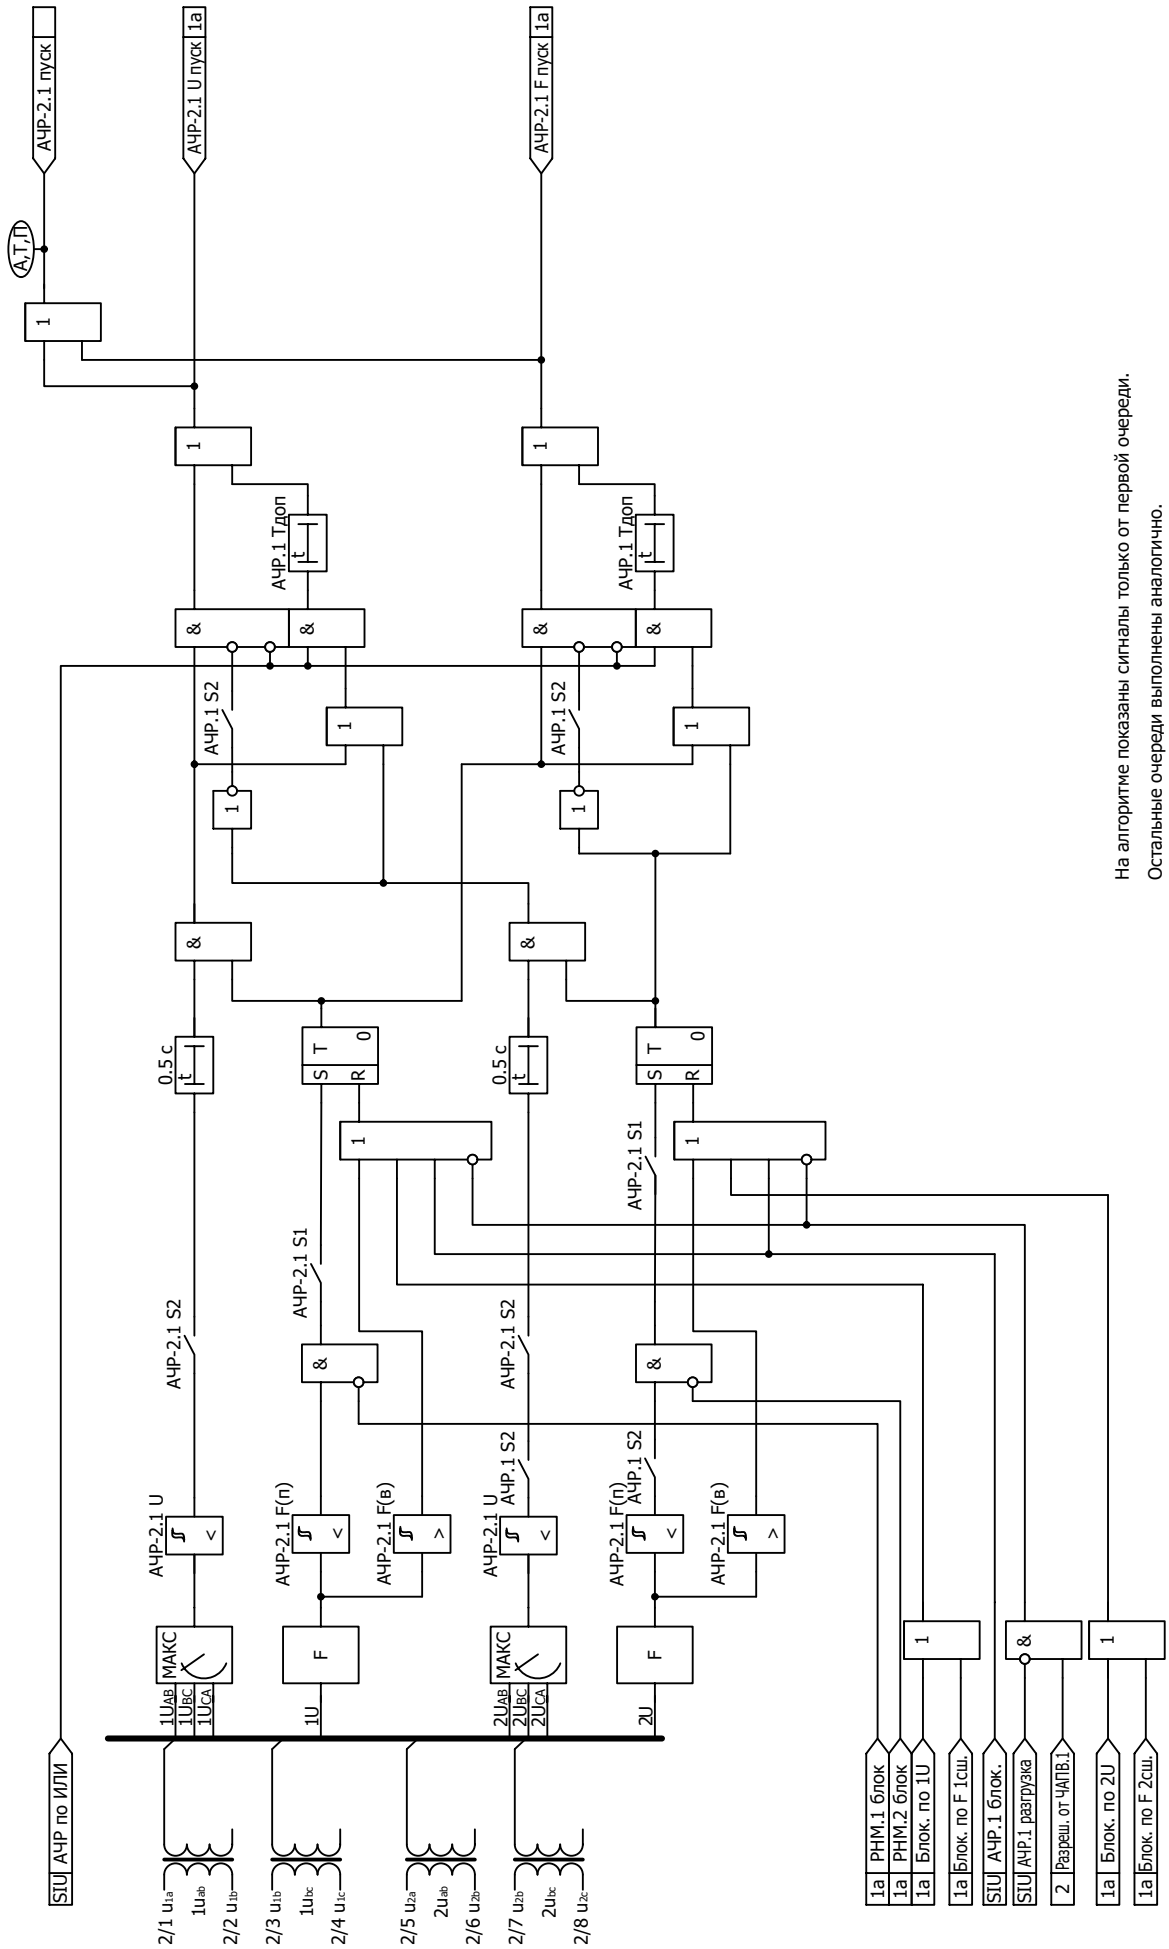 SIU АЧР по ИЛИ
2/1 u1a
1uab
2/2 u1b
2/3 u1b
1ubc
2/4 u1c
2/5 u2a
2uab
2/6 u2b
2/7 u2b
2ubc
2/8 u2c
1UAB
1UBC
1UCA
МАКС
АЧР-2.1 U
<
АЧР-2.1 S2
0.5 с
t
&
АЧР.1 S2
1
&
&
АЧР.1 Тдоп
t
1
1
1
А,Т,П
АЧР-2.1 пуск
АЧР-2.1 U пуск 1а
1U
F
АЧР-2.1 F(п)
<
АЧР-2.1 F(в)
>
&
АЧР-2.1 S1
1
S
R
T
0
2UAB
2UBC
2UCA
МАКС
АЧР-2.1 U
<
АЧР.1 S2
АЧР-2.1 S2
0.5 с
t
&
АЧР.1 S2
1
1
&
&
АЧР.1 Тдоп
t
1
АЧР-2.1 F пуск 1а
2U
F
АЧР-2.1 F(п)
<
АЧР-2.1 F(в)
>
АЧР.1 S2
&
АЧР-2.1 S1
1
S
R
T
0
1а РНМ.1 блок
1а РНМ.2 блок
1а Блок. по 1U
1а Блок. по F 1сш.
1
SIU АЧР.1 блок.
SIU АЧР.1 разгрузка
2 Разреш. от ЧАПВ.1
&
1а Блок. по 2U
1а Блок. по F 2сш.
1
На алгоритме показаны сигналы только от первой очереди.
Остальные очереди выполнены аналогично.